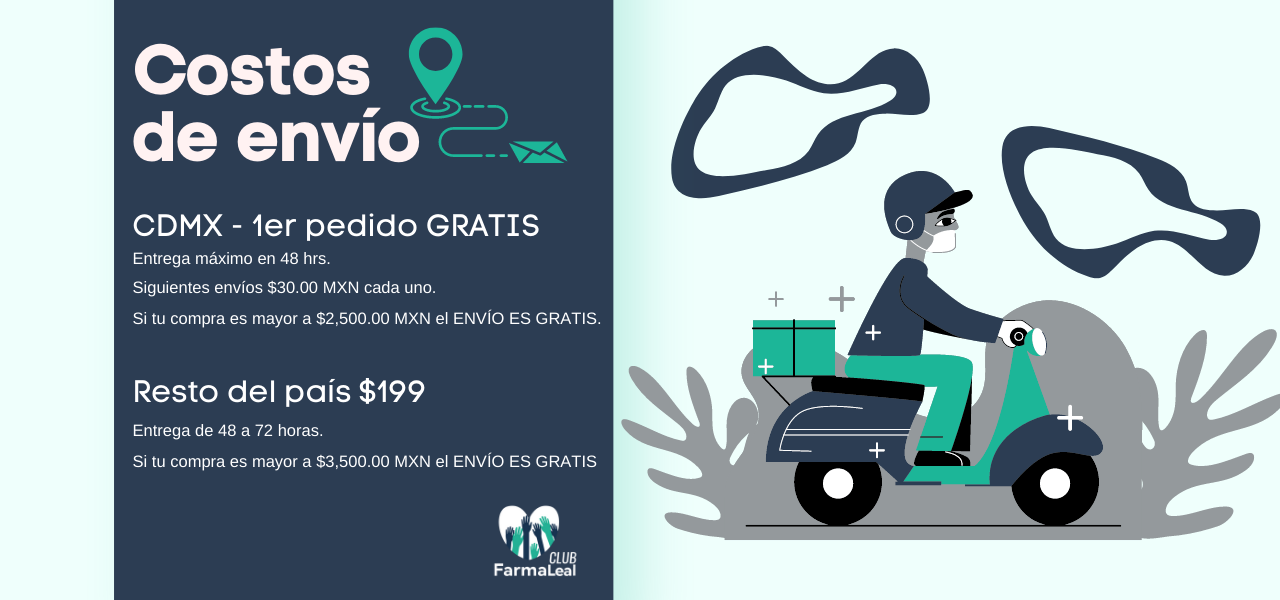 Costos
de envío
CDMX - 1er pedido GRATIS
Entrega máximo en 48 hrs.
Siguientes envíos $30.00 MXN cada uno.
Si tu compra es mayor a $2,500.00 MXN el ENVÍO ES GRATIS.
Resto del país $199
Entrega de 48 a 72 horas.
Si tu compra es mayor a $3,500.00 MXN el ENVÍO ES GRATIS
CLUB
FarmaLeal